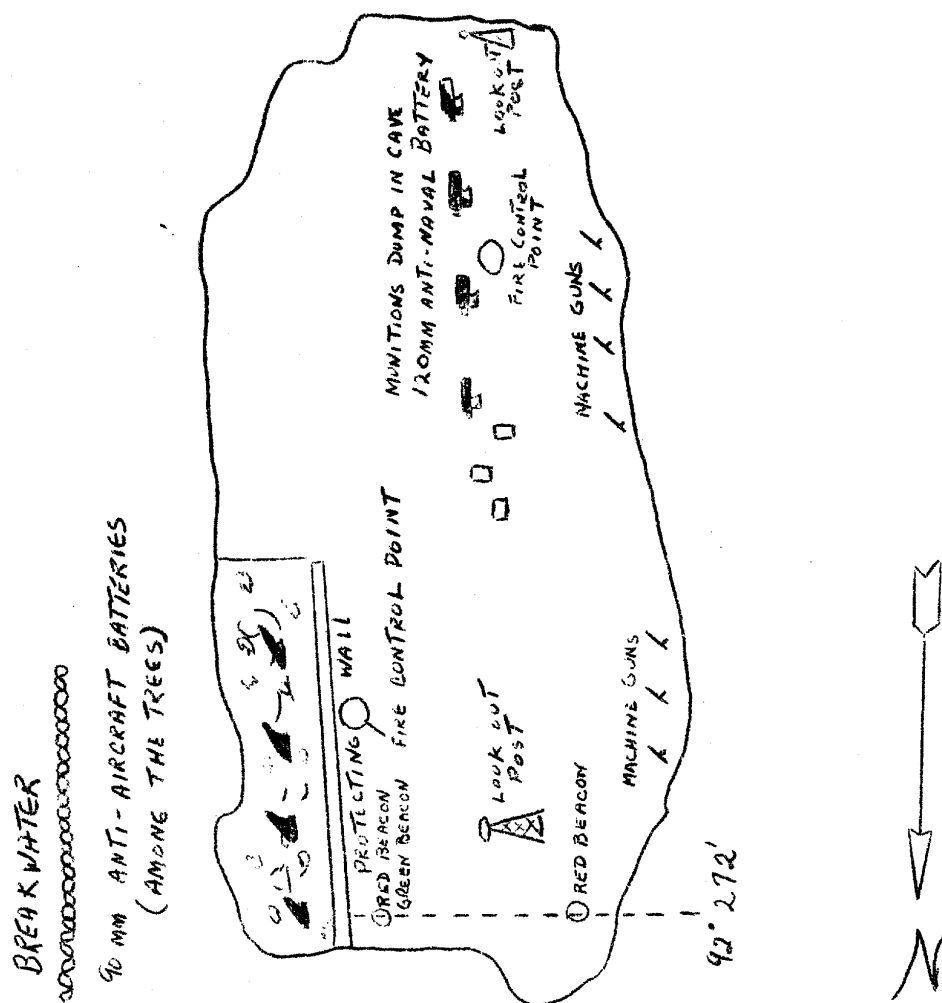 BREAKWATER
90 MM ANTI-AIRCRAFT BATTERIES
(AMONG THE TREES)
PROTECTING WALL
RED BEACON
GREEN BEACON
FIRE CONTROL POINT
MUNITIONS DUMP IN CAVE
120MM ANTI-NAVAL BATTERY
LOOK OUT
POST
FIRE CONTROL
POINT
LOOK OUT
POST
RED BEACON
MACHINE GUNS
MACHINE GUNS
92° 272'
N